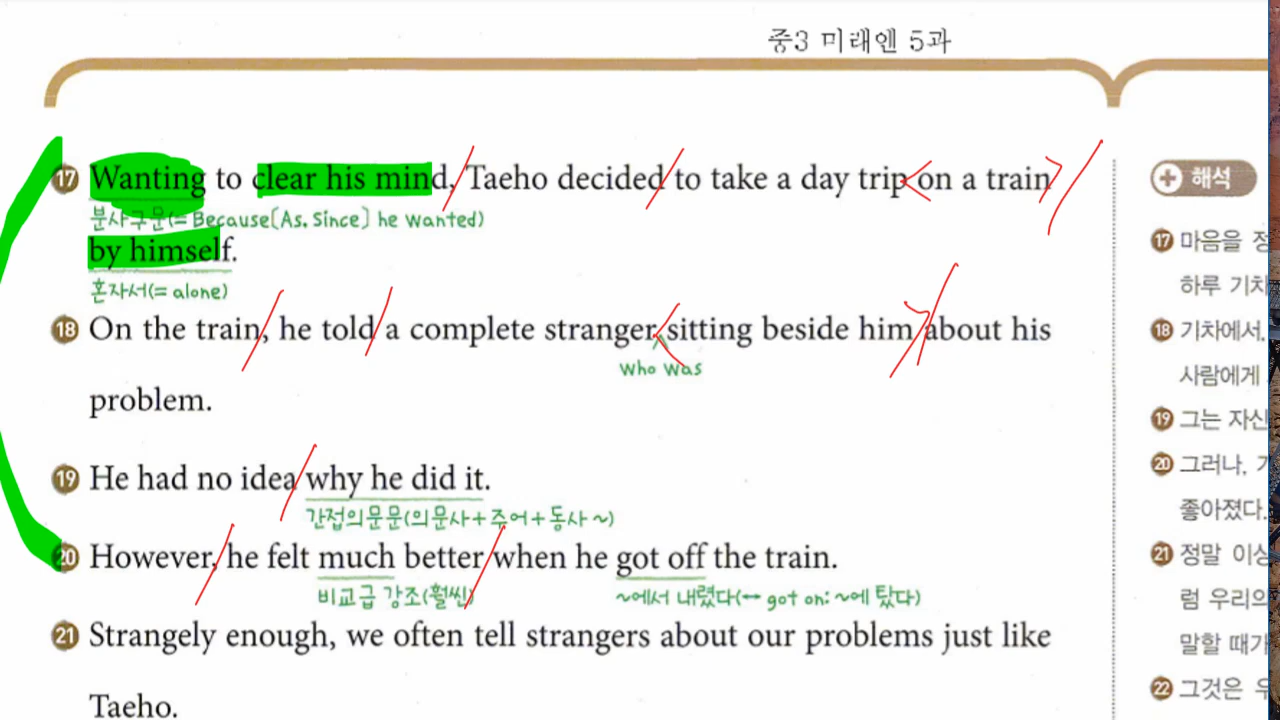 중3 미래엔 5과
17 Wanting to clear his mind, Taeho decided to take a day trip on a train
분사구문(= Because[As, Since] he wanted)
by himself.
혼자서(= alone)
18 On the train, he told a complete stranger sitting beside him about his
who was
problem.
19 He had no idea why he did it.
간접의문문(의문사+주어+동사 ~)
20 However, he felt much better when he got off the train.
비교급 강조(훨씬)
~에서 내렸다(↔ got on: ~에 탔다)
21 Strangely enough, we often tell strangers about our problems just like
Taeho.
해석
17 마음을
하루 기차
18 기차에서,
사람에게
19 그는 자신
20 그러나,
좋아졌다.
21 정말 이상
럼 우리의
말할 때가
22 그것은